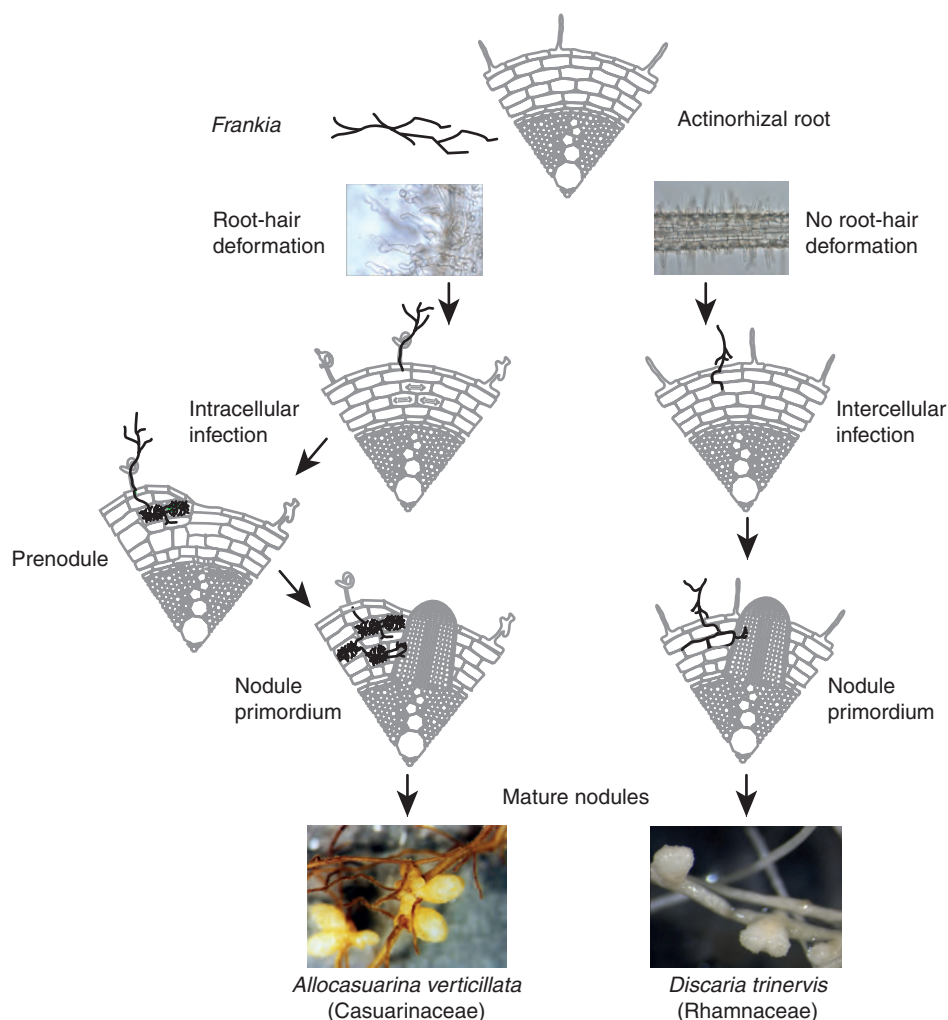 Frankia
Actinorhizal root
Root-hair
deformation
No root-hair
deformation
Intracellular
infection
Intercellular
infection
Prenodule
Nodule
primordium
Nodule
primordium
Mature nodules
Allocasuarina verticillata
(Casuarinaceae)
Discaria trinervis
(Rhamnaceae)